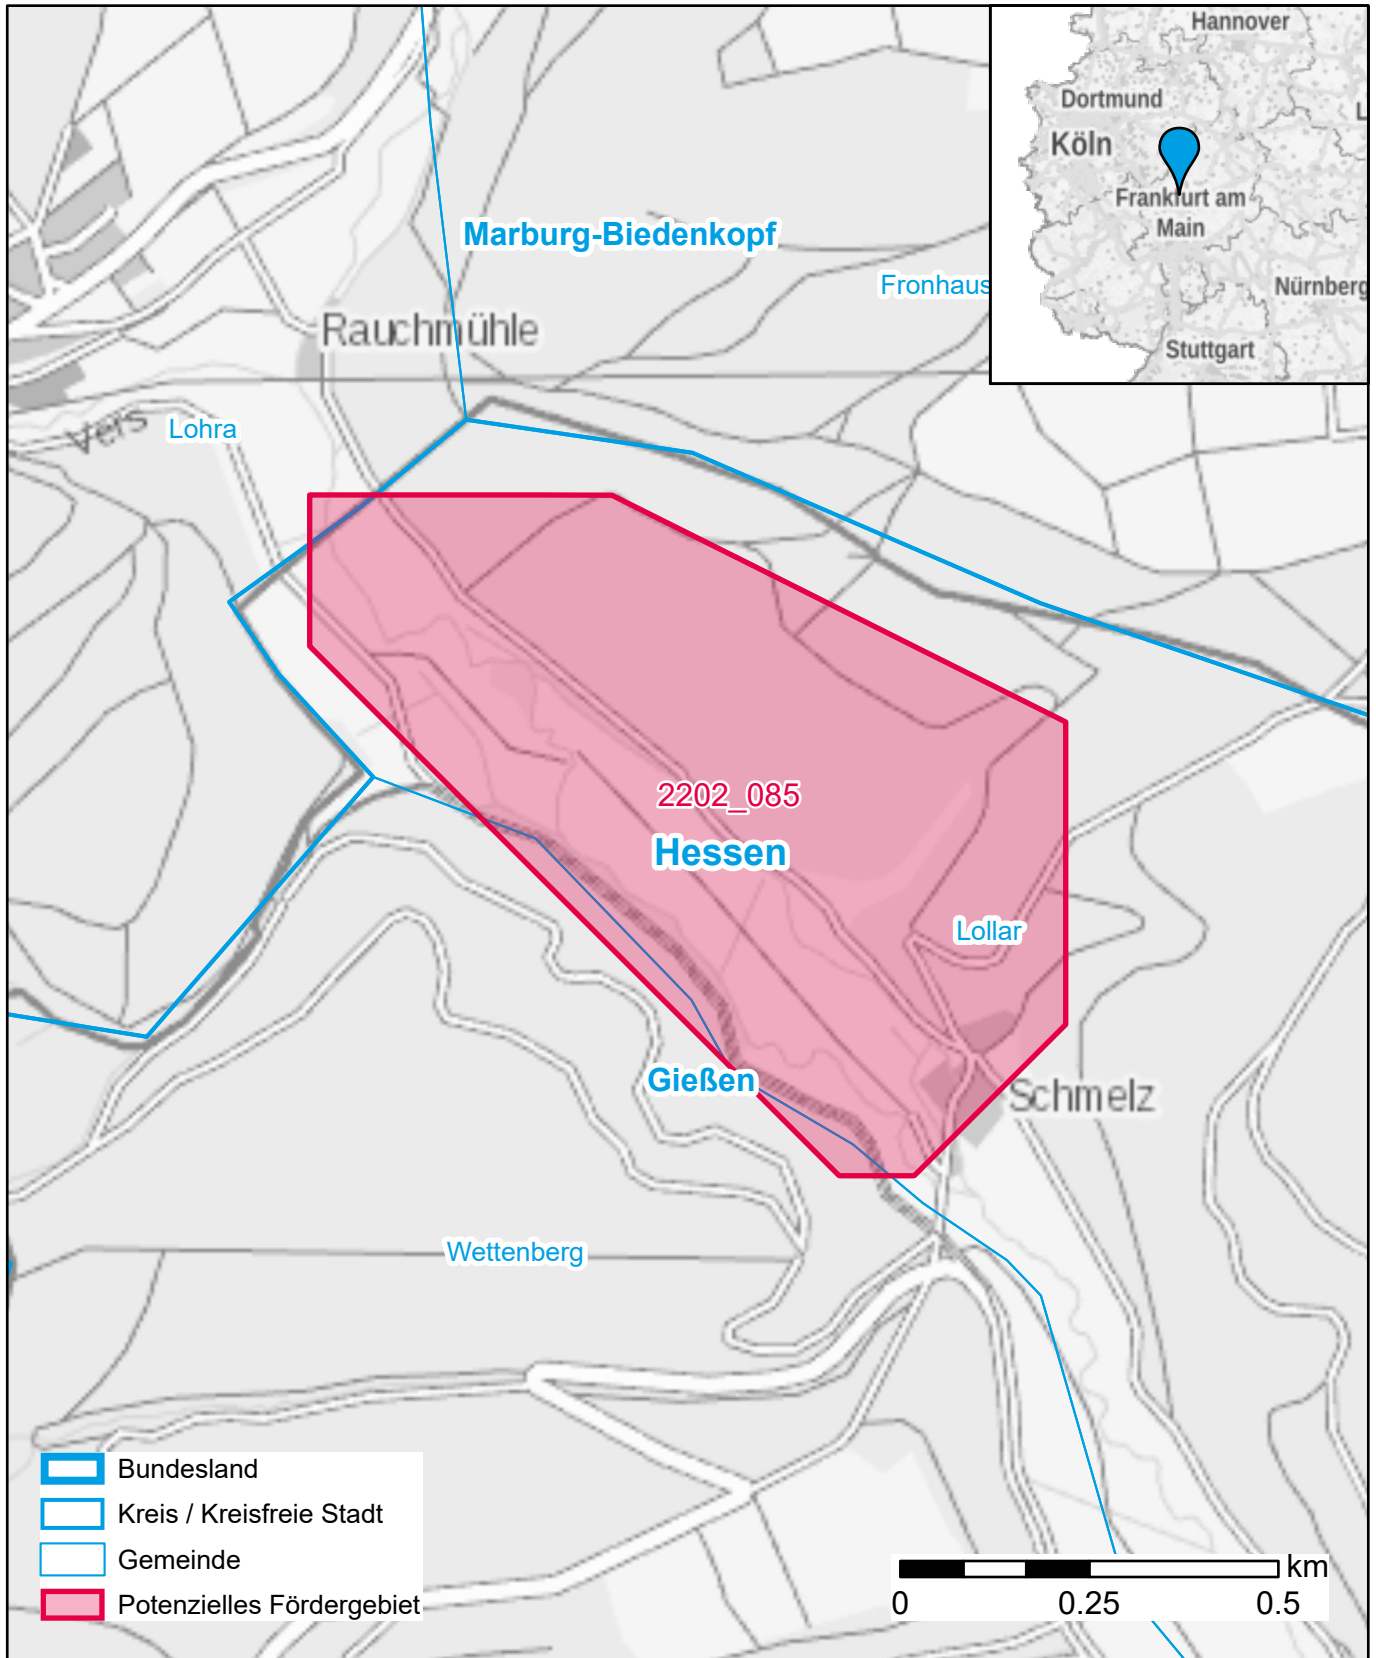 Hannover
Dortmund
L
Köln
Frankfurt am
Main
Nürnberg
Stuttgart
Marburg-Biedenkopf
Fronhaus
Rauchmühle
Vers
Lohra
2202_085
Hessen
Lollar
Gießen
Schmelz
Wettenberg
Bundesland
Kreis / Kreisfreie Stadt
Gemeinde
Potenzielles Fördergebiet
km
0 0.25 0.5